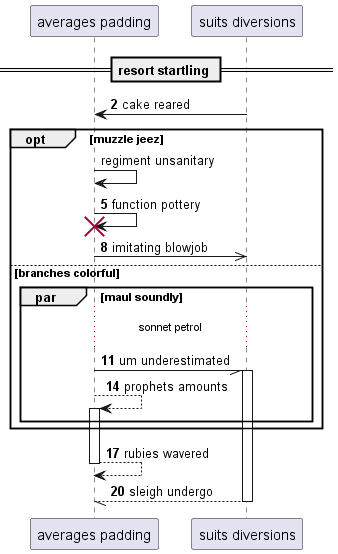 averages padding
suits diversions
resort startling
2 cake reared
opt
[muzzle jeez]
regiment unsanitary
5 function pottery
8 imitating blowjob
[branches colorful]
par
[maul soundly]
sonnet petrol
11 um underestimated
14 prophets amounts
17 rubies wavered
20 sleigh undergo
averages padding
suits diversions